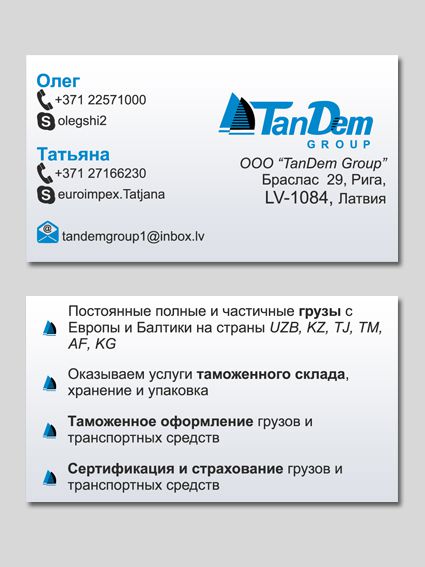 Олег
+371 22571000
olegshi2
Татьяна
+371 27166230
euroimpex.Tatjana
tandemgroup1@inbox.lv
TanDem
GROUP
ООО “TanDem Group”
Браслас 29, Рига,
LV-1084, Латвия
Постоянные полные и частичные грузы с
Европы и Балтики на страны UZB, KZ, TJ, TM,
AF, KG
Оказываем услуги таможенного склада,
хранение и упаковка
Таможенное оформление грузов и
транспортных средств
Сертификация и страхование грузов и
транспортных средств